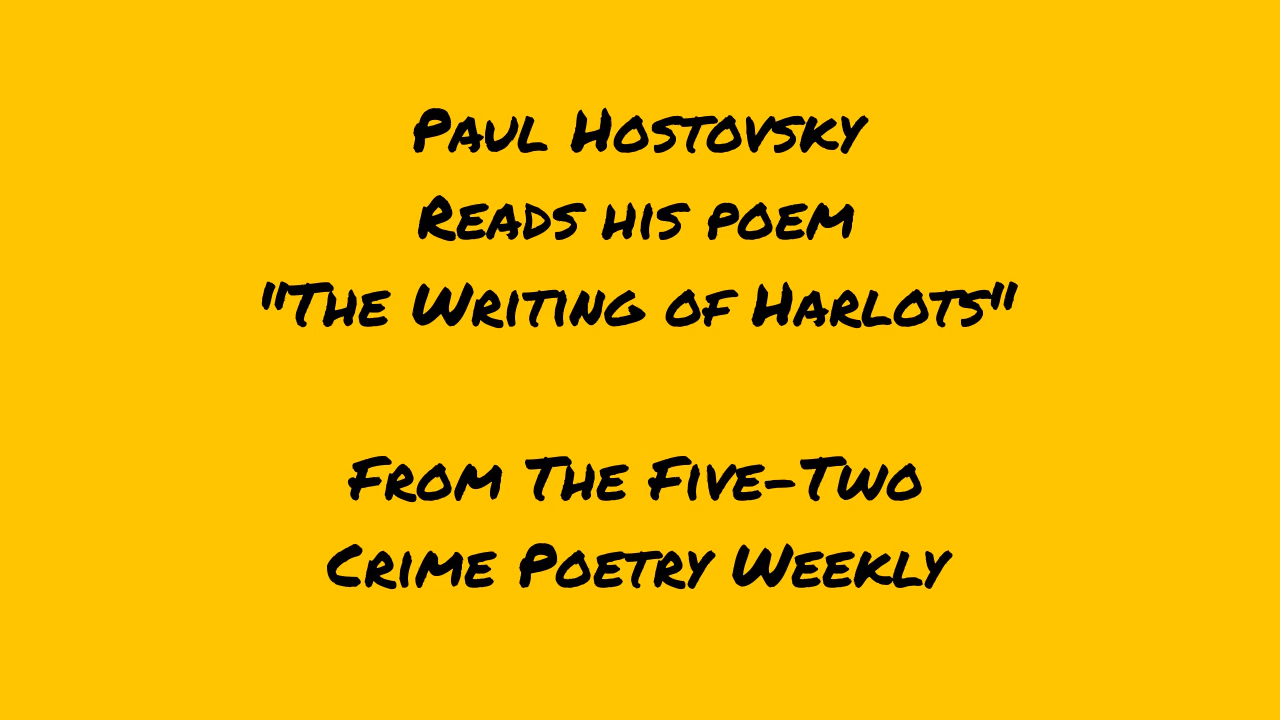 Paul Hostovsky
Reads his poem
"The Writing of Harlots"
From The Five-Two
Crime Poetry Weekly